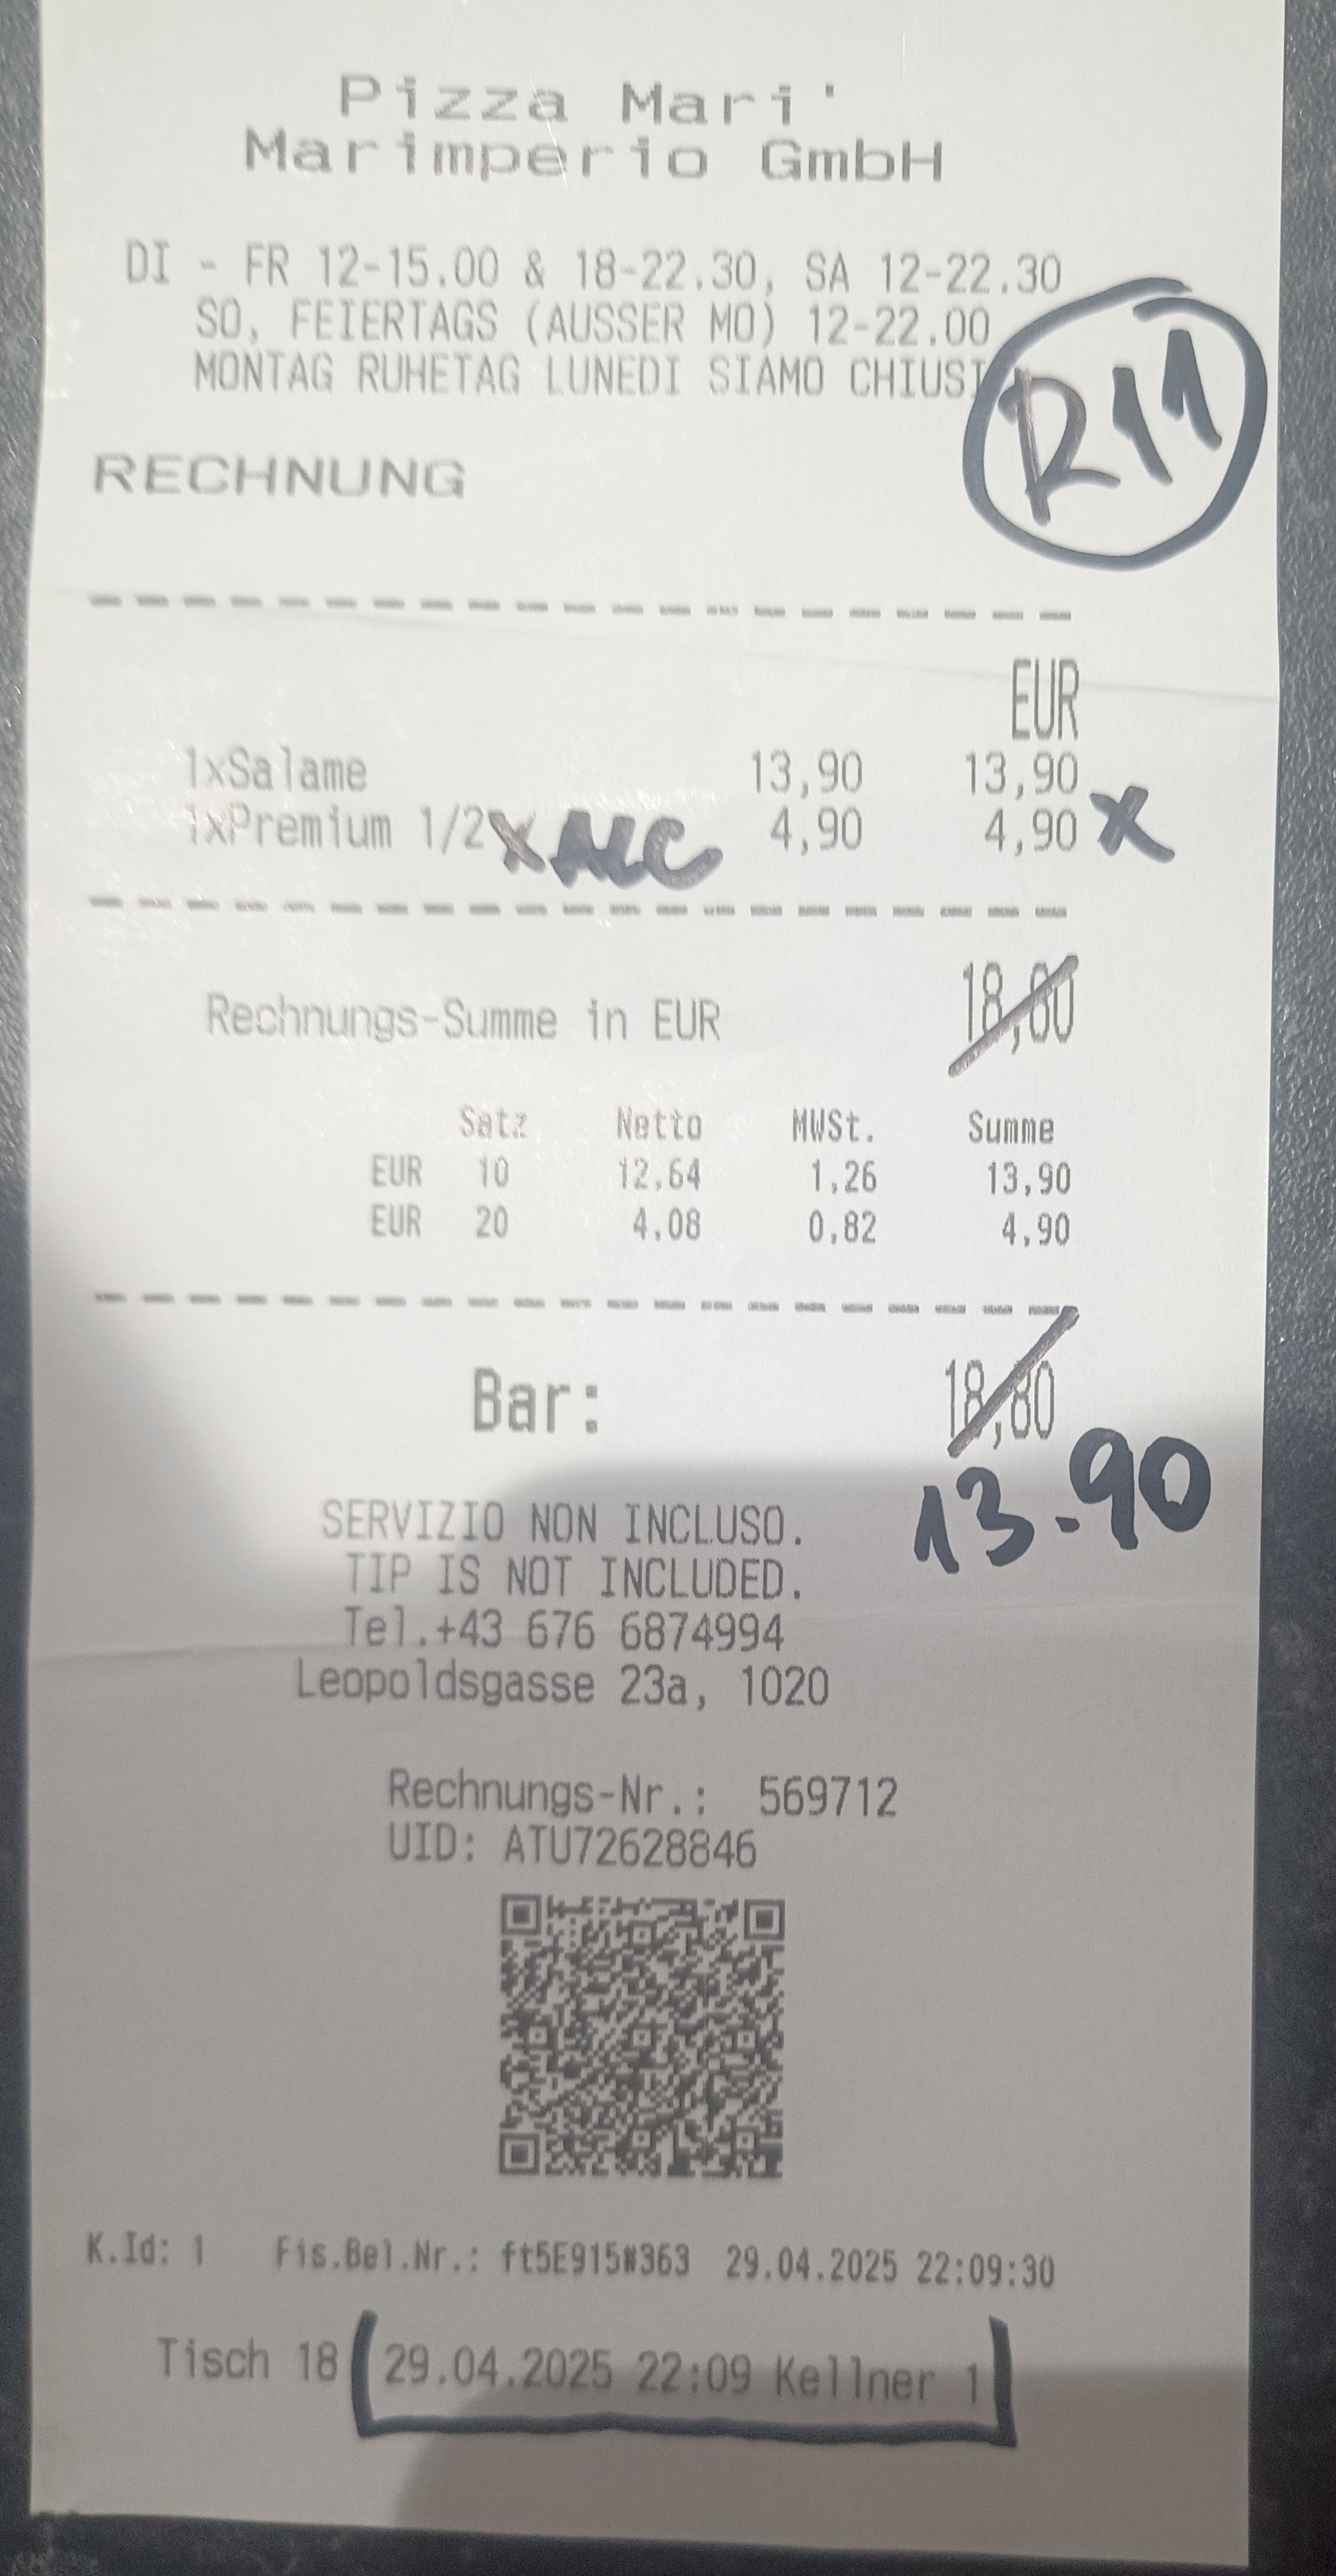 Pizza Mari'
Marimperio GmbH
DI - FR 12-15.00 & 18-22.30, SA 12-22.30
SO, FEIERTAGS (AUSSER MO) 12-22.00
MONTAG RUHETAG LUNEDI SIAMO CHIUSI
R11
RECHNUNG
EUR
1xSalame 13,90 13,90
1xPremium 1/2 X ALC 4,90 4,90 X
Rechnungs-Summe in EUR 18,80
Satz Netto MWSt. Summe
EUR 10 12,64 1,26 13,90
EUR 20 4,08 0,82 4,90
Bar: 18,80
13.90
SERVIZIO NON INCLUSO.
TIP IS NOT INCLUDED.
Tel.+43 676 6874994
Leopoldsgasse 23a, 1020
Rechnungs-Nr.: 569712
UID: ATU72628846
K.Id: 1 Fis.Bel.Nr.: ft5E915#363 29.04.2025 22:09:30
Tisch 18 29.04.2025 22:09 Kellner 1